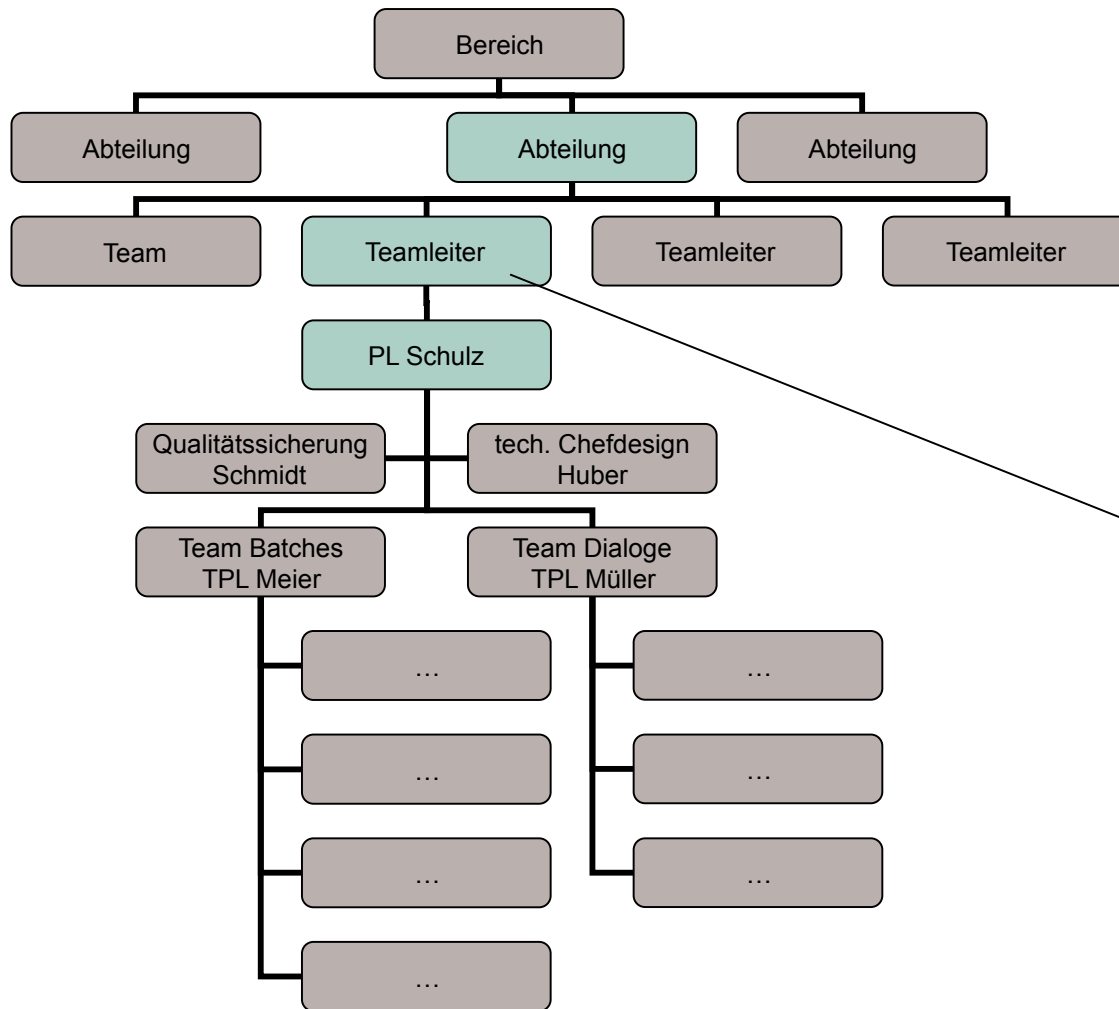 Bereich
Abteilung
Abteilung
Abteilung
Team
Teamleiter
Teamleiter
Teamleiter
PL Schulz
Qualitätssicherung
Schmidt
tech. Chefdesign
Huber
Team Batches
TPL Meier
Team Dialoge
TPL Müller
...
...
...
...
...
...
...